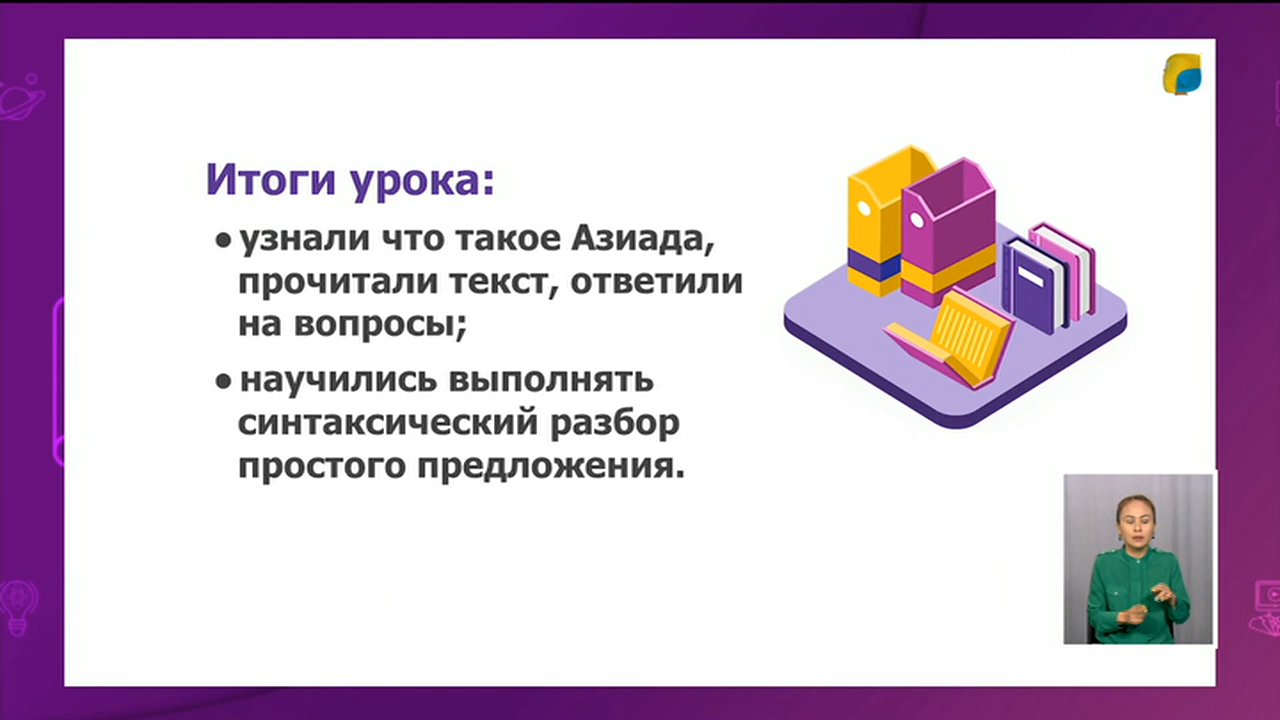 Итоги урока:
● узнали что такое Азиада,
прочитали текст, ответили
на вопросы;
● научились выполнять
синтаксический разбор
простого предложения.